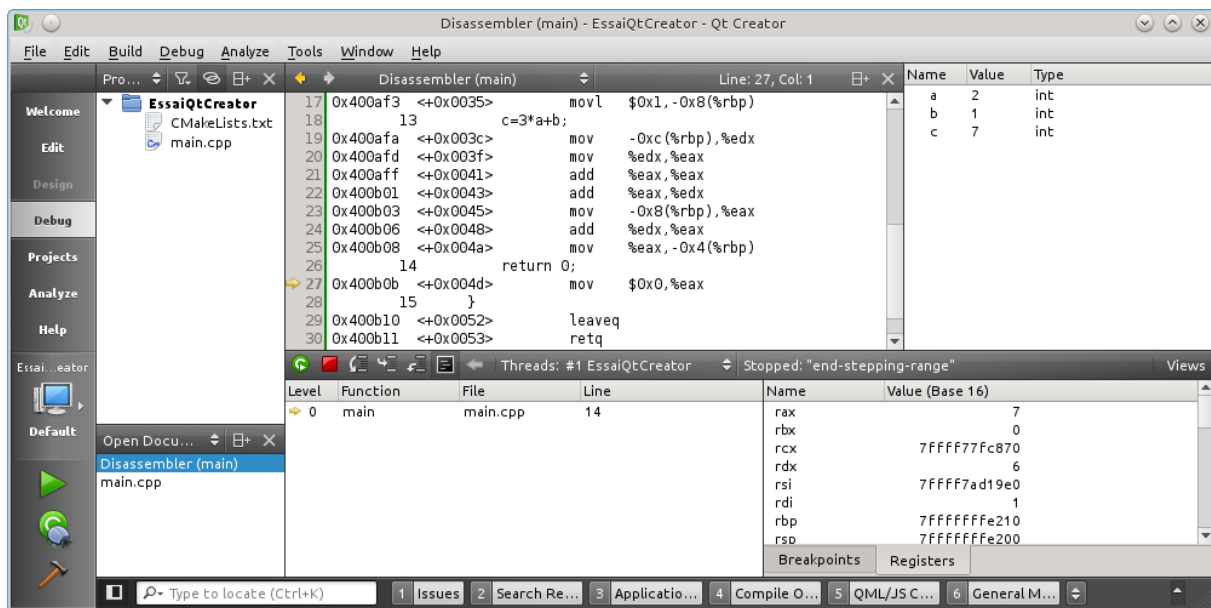 Disassembler (main) - EssaiQtCreator - Qt Creator
File Edit Build Debug Analyze Tools Window Help
Pro... Disassembler (main) Line: 27, Col: 1
Name Value Type
a 2 int
b 1 int
c 7 int
Welcome
Edit
Design
Debug
Projects
Analyze
Help
Essai...eator
Default
EssaiQtCreator
CMakeLists.txt
main.cpp
17 0x400af3 <+0x0035> movl $0x1,-0x8(%rbp)
18 13 c=3*a+b;
19 0x400afa <+0x003c> mov -0xc(%rbp),%edx
20 0x400afd <+0x003f> mov %edx,%eax
21 0x400aff <+0x0041> add %eax,%eax
22 0x400b01 <+0x0043> add %eax,%edx
23 0x400b03 <+0x0045> mov -0x8(%rbp),%eax
24 0x400b06 <+0x0048> add %edx,%eax
25 0x400b08 <+0x004a> mov %eax,-0x4(%rbp)
26 14 return 0;
27 0x400b0b <+0x004d> mov $0x0,%eax
28 15 }
29 0x400b10 <+0x0052> leaveq
30 0x400b11 <+0x0053> retq
Threads: #1 EssaiQtCreator Stopped: "end-stepping-range" Views
Level Function File Line
0 main main.cpp 14
Name Value (Base 16)
rax 7
rbx 0
rcx 7ffff77fc870
rdx 6
rsi 7ffff7ad19e0
rdi 1
rbp 7fffffffe210
rsp 7fffffffe200
Breakpoints Registers
Open Docu...
Disassembler (main)
main.cpp
Type to locate (Ctrl+K) 1 Issues 2 Search Re... 3 Applicatio... 4 Compile O... 5 QML/JS C... 6 General M...